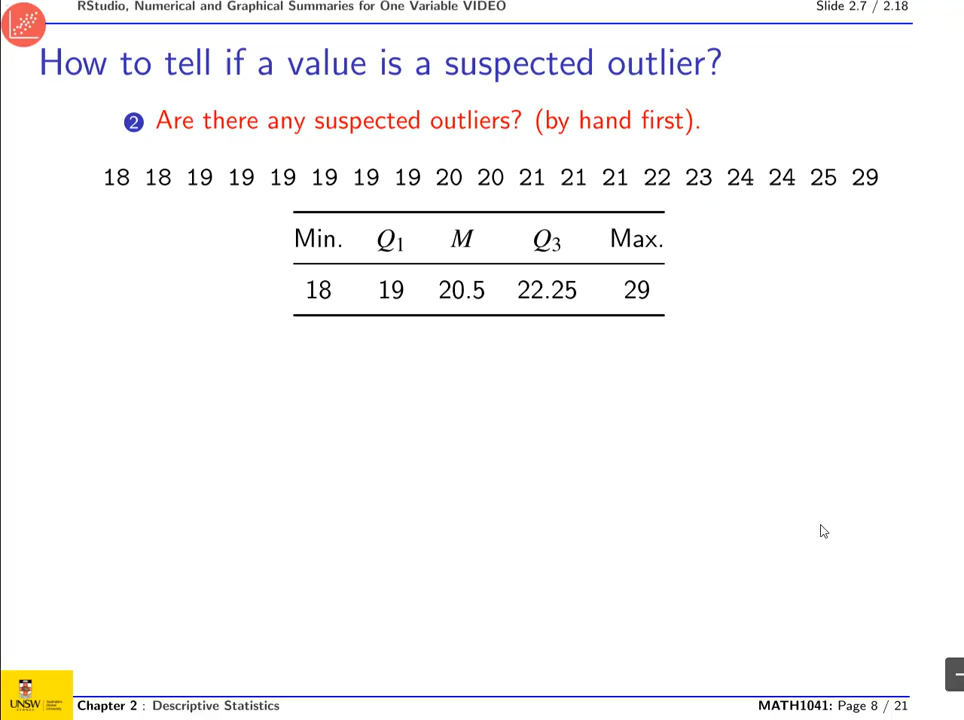 RStudio, Numerical and Graphical Summaries for One Variable VIDEO Slide 2.7 / 2.18
How to tell if a value is a suspected outlier?
2 Are there any suspected outliers? (by hand first).
18 18 19 19 19 19 19 19 20 20 21 21 21 22 23 24 24 25 29
Min. Q1 M Q3 Max.
18 19 20.5 22.25 29
UNSW
Chapter 2 : Descriptive Statistics MATH1041: Page 8 / 21